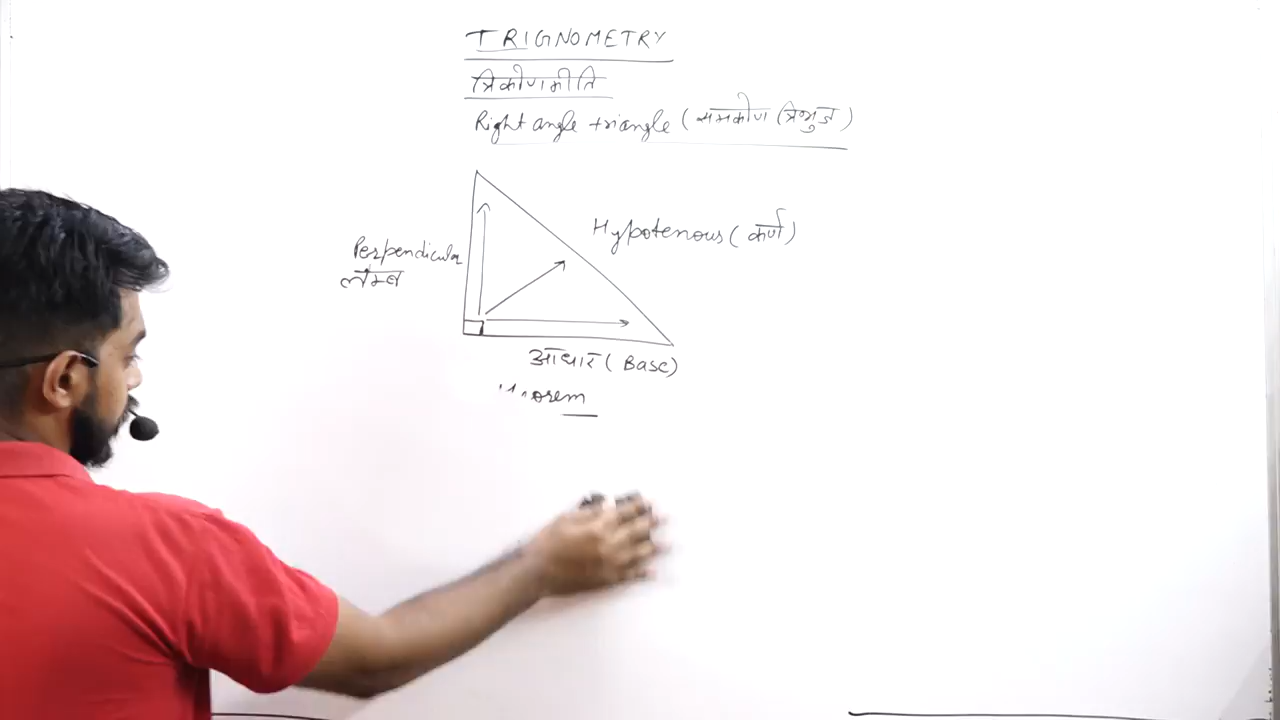 TRIGNOMETRY
त्रिकोणमीति
Right angle triangle (समकोण त्रिभुज)
Hypotenous (कर्ण)
Perpendicular
लम्ब
आधार (Base)